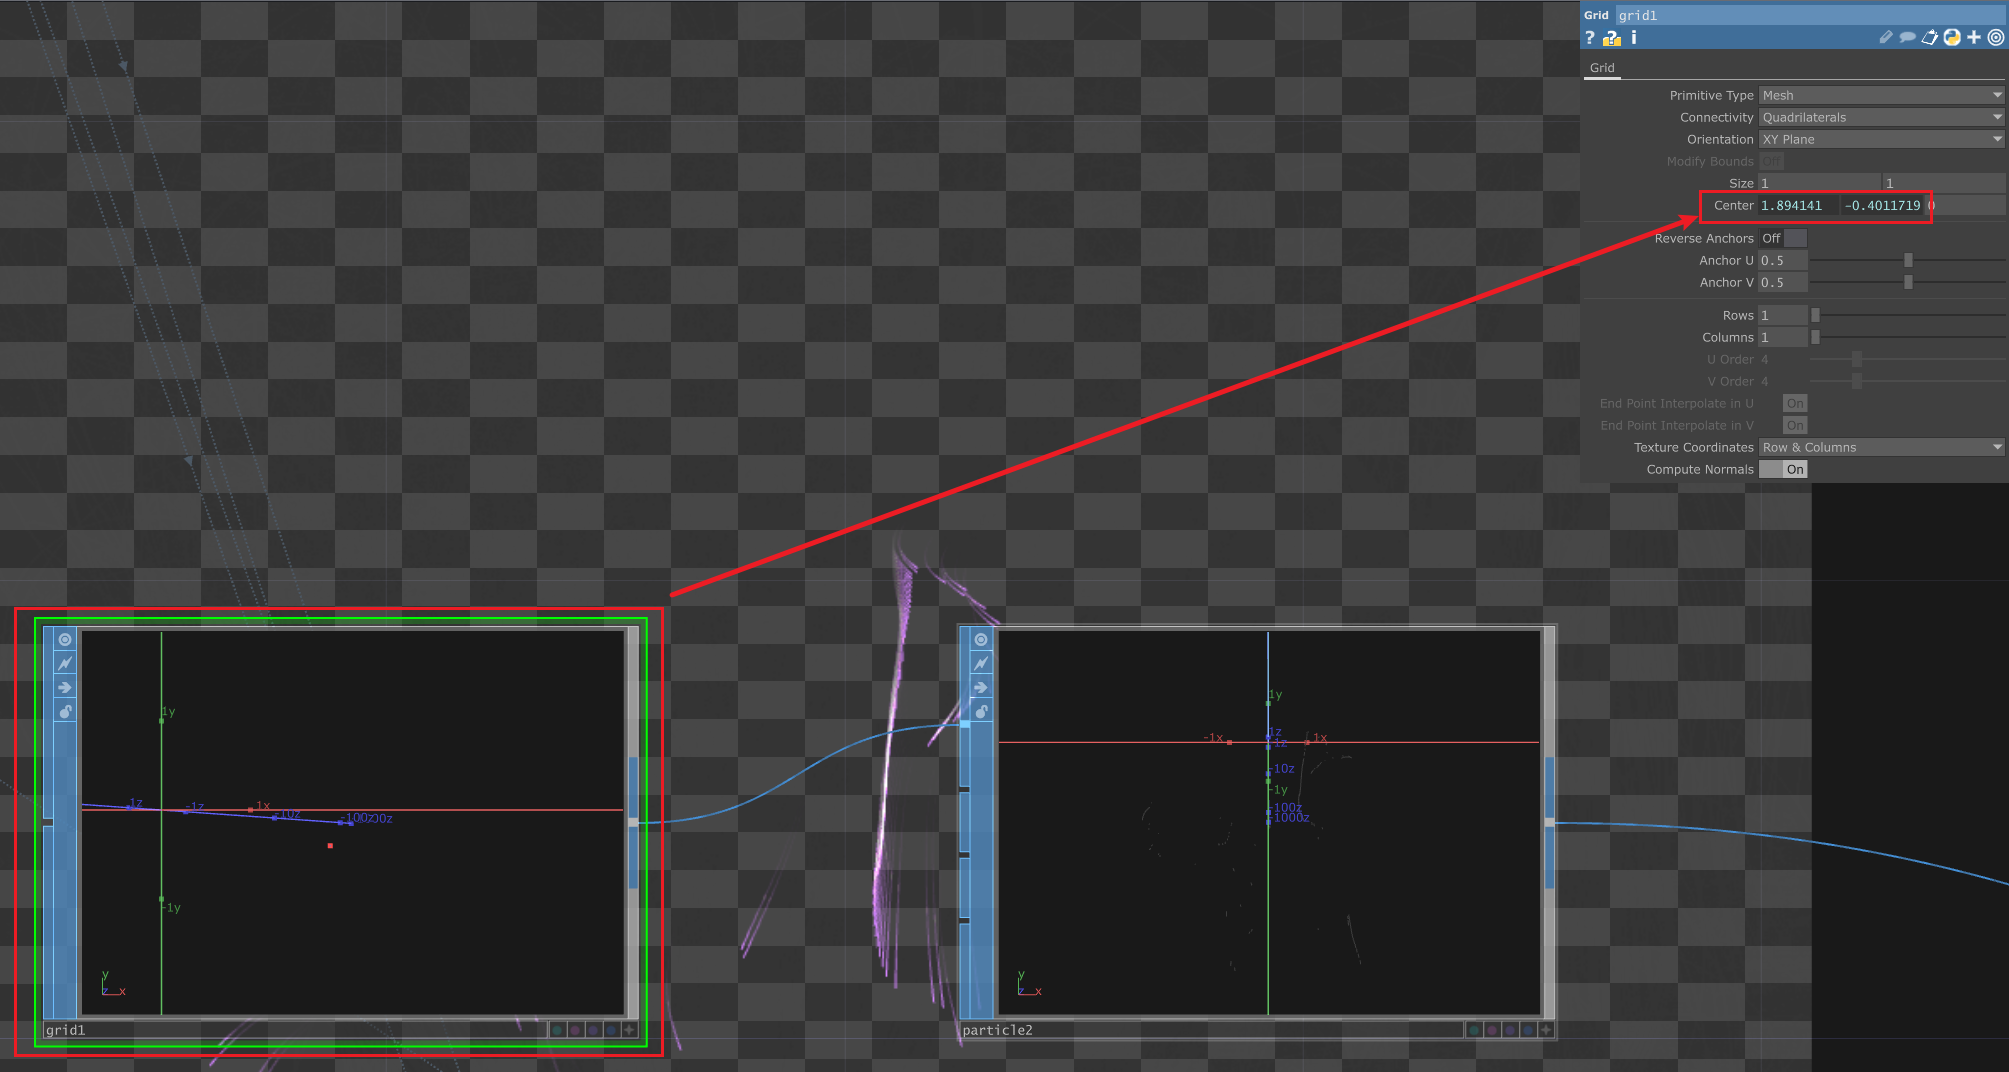 Grid grid1
? ? i
Grid
Primitive Type Mesh
Connectivity Quadrilaterals
Orientation XY Plane
Modify Bounds Off
Size 1 1
Center 1.894141 -0.4011719 0
Reverse Anchors Off
Anchor U 0.5
Anchor V 0.5
Rows 1
Columns 1
U Order 4
V Order 4
End Point Interpolate in U On
End Point Interpolate in V On
Texture Coordinates Row & Columns
Compute Normals On
1y
1z -1z 1x -10z -100z
-1y
y
z x
grid1
1y
1z
-1x 1x
-1z
-10z
-1y
-100z
-1000z
y
z x
particle2